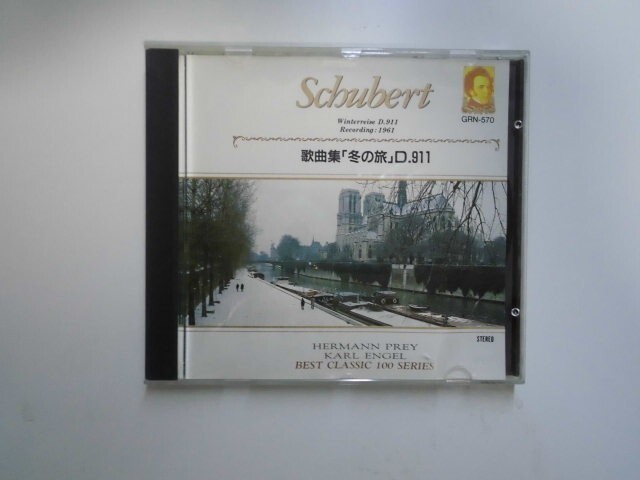 Schubert
Winterreise D.911
Recording:1961
GRN-570
歌曲集「冬の旅」D.911
STEREO
HERMANN PREY
KARL ENGEL
BEST CLASSIC 100 SERIES